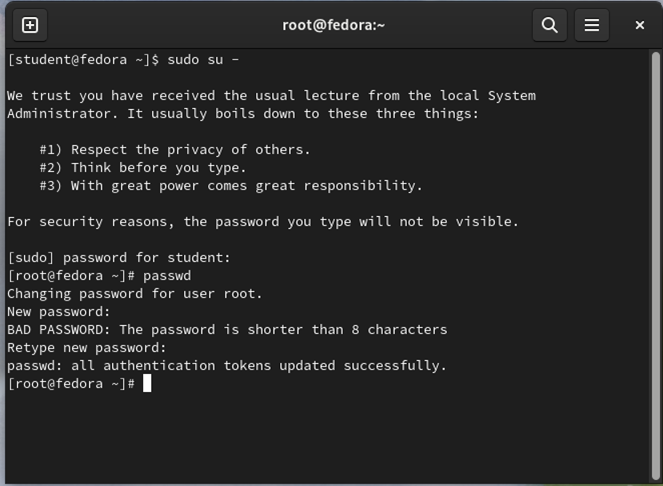 root@fedora:~
[student@fedora ~]$ sudo su -
We trust you have received the usual lecture from the local System
Administrator. It usually boils down to these three things:
#1) Respect the privacy of others.
#2) Think before you type.
#3) With great power comes great responsibility.
For security reasons, the password you type will not be visible.
[sudo] password for student:
[root@fedora ~]# passwd
Changing password for user root.
New password:
BAD PASSWORD: The password is shorter than 8 characters
Retype new password:
passwd: all authentication tokens updated successfully.
[root@fedora ~]#